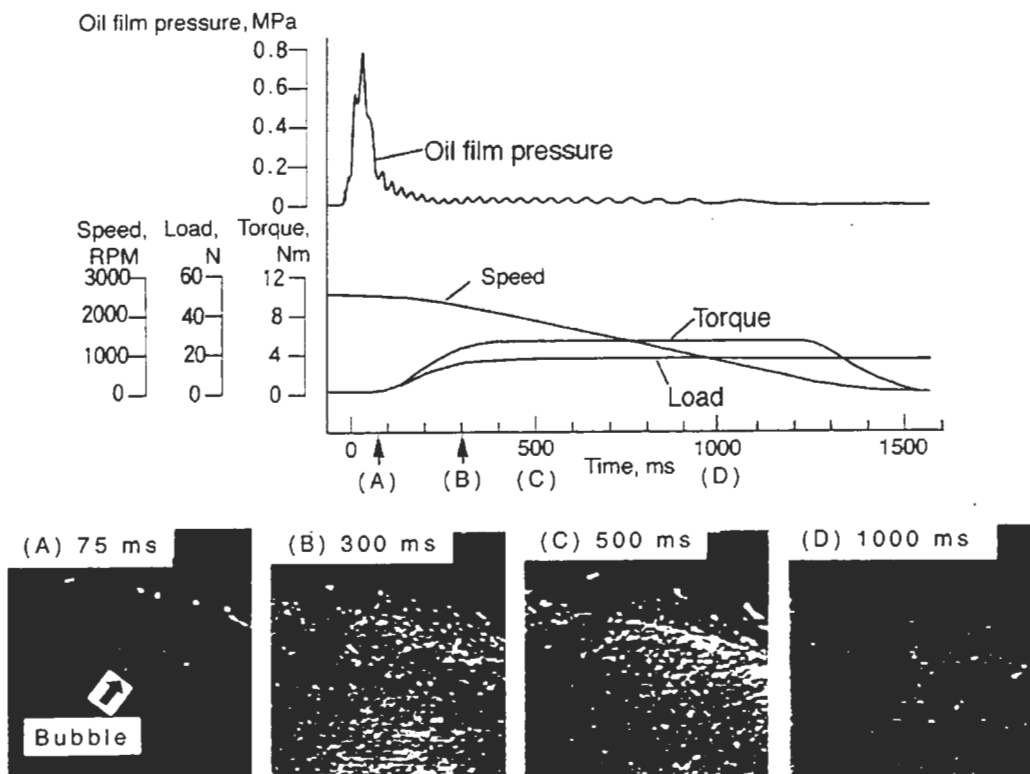 Oil film pressure, MPa
0.8
0.6
0.4
Oil film pressure
0.2
0
Speed, Load, Torque,
RPM N Nm
3000 60 12
Speed
2000 40 8
Torque
1000 20 4
Load
0 0 0
0 500 1000 1500
Time, ms
(A) (B) (C) (D)
(A) 75 ms (B) 300 ms (C) 500 ms (D) 1000 ms
Bubble